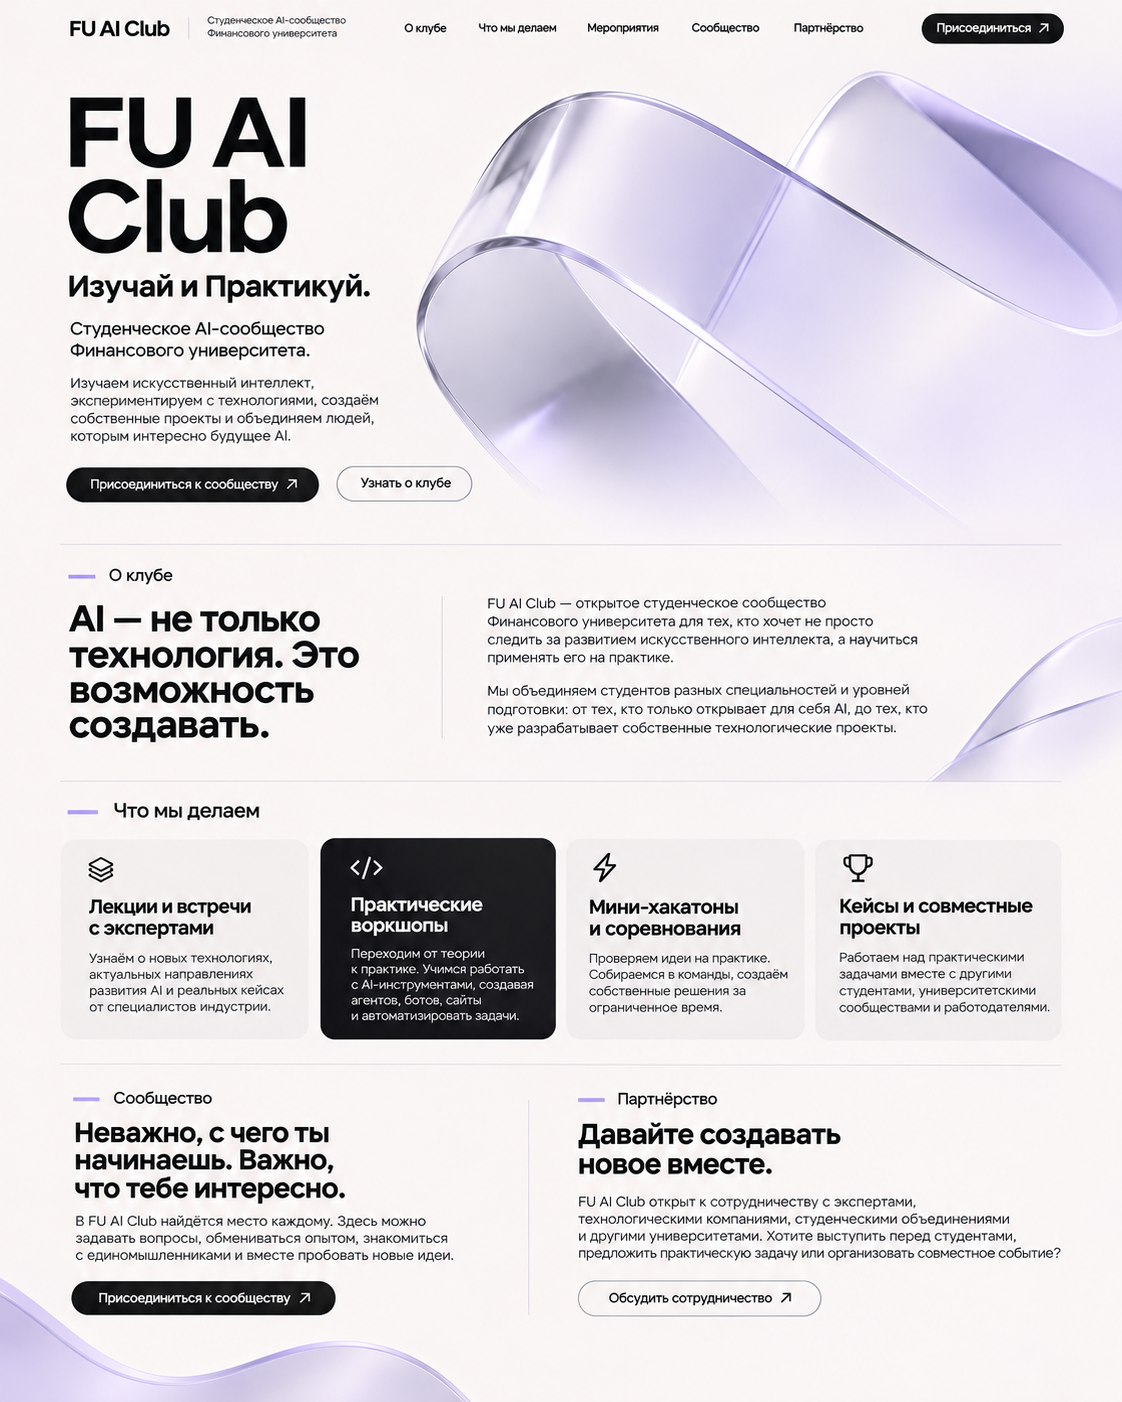 FU AI Club
Студенческое AI-сообщество
Финансового университета
О клубе
Что мы делаем
Мероприятия
Сообщество
Партнёрство
Присоединиться
FU AI
Club
Изучай и Практикуй.
Студенческое AI-сообщество
Финансового университета.
Изучаем искусственный интеллект,
экспериментируем с технологиями, создаём
собственные проекты и объединяем людей,
которым интересно будущее AI.
Присоединиться к сообществу
Узнать о клубе
О клубе
AI — не только
технология. Это
возможность
создавать.
FU AI Club — открытое студенческое сообщество
Финансового университета для тех, кто хочет не просто
следить за развитием искусственного интеллекта, а научиться
применять его на практике.
Мы объединяем студентов разных специальностей и уровней
подготовки: от тех, кто только открывает для себя AI, до тех, кто
уже разрабатывает собственные технологические проекты.
Что мы делаем
Лекции и встречи
с экспертами
Узнаём о новых технологиях,
актуальных направлениях
развития AI и реальных кейсах
от специалистов индустрии.
Практические
воркшопы
Переходим от теории
к практике. Учимся работать
с AI-инструментами, создавая
агентов, ботов, сайты
и автоматизировать задачи.
Мини-хакатоны
и соревнования
Проверяем идеи на практике.
Собираемся в команды, создаём
собственные решения за
ограниченное время.
Кейсы и совместные
проекты
Работаем над практическими
задачами вместе с другими
студентами, университетскими
сообществами и работодателями.
Сообщество
Неважно, с чего ты
начинаешь. Важно,
что тебе интересно.
В FU AI Club найдётся место каждому. Здесь можно
задавать вопросы, обмениваться опытом, знакомиться
с единомышленниками и вместе пробовать новые идеи.
Присоединиться к сообществу
Партнёрство
Давайте создавать
новое вместе.
FU AI Club открыт к сотрудничеству с экспертами,
технологическими компаниями, студенческими объединениями
и другими университетами. Хотите выступить перед студентами,
предложить практическую задачу или организовать совместное событие?
Обсудить сотрудничество